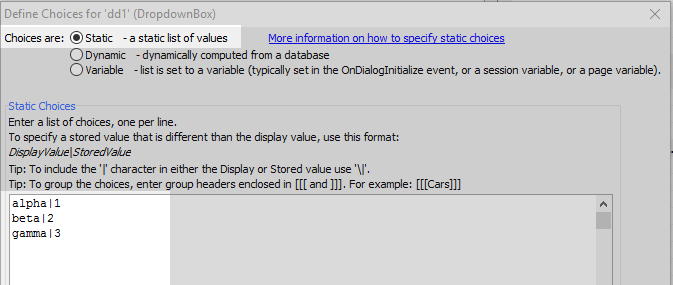 Define Choices for 'dd1' (DropdownBox)
Choices are: Static - a static list of values More information on how to specify static choices
Dynamic - dynamically computed from a database
Variable - list is set to a variable (typically set in the OnDialogInitialize event, or a session variable, or a page variable).
Static Choices
Enter a list of choices, one per line.
To specify a stored value that is different than the display value, use this format:
DisplayValue|StoredValue
Tip: To include the '|' character in either the Display or Stored value use '\|'.
Tip: To group the choices, enter group headers enclosed in [[[ and ]]]. For example: [[[Cars]]]
alpha|1
beta|2
gamma|3